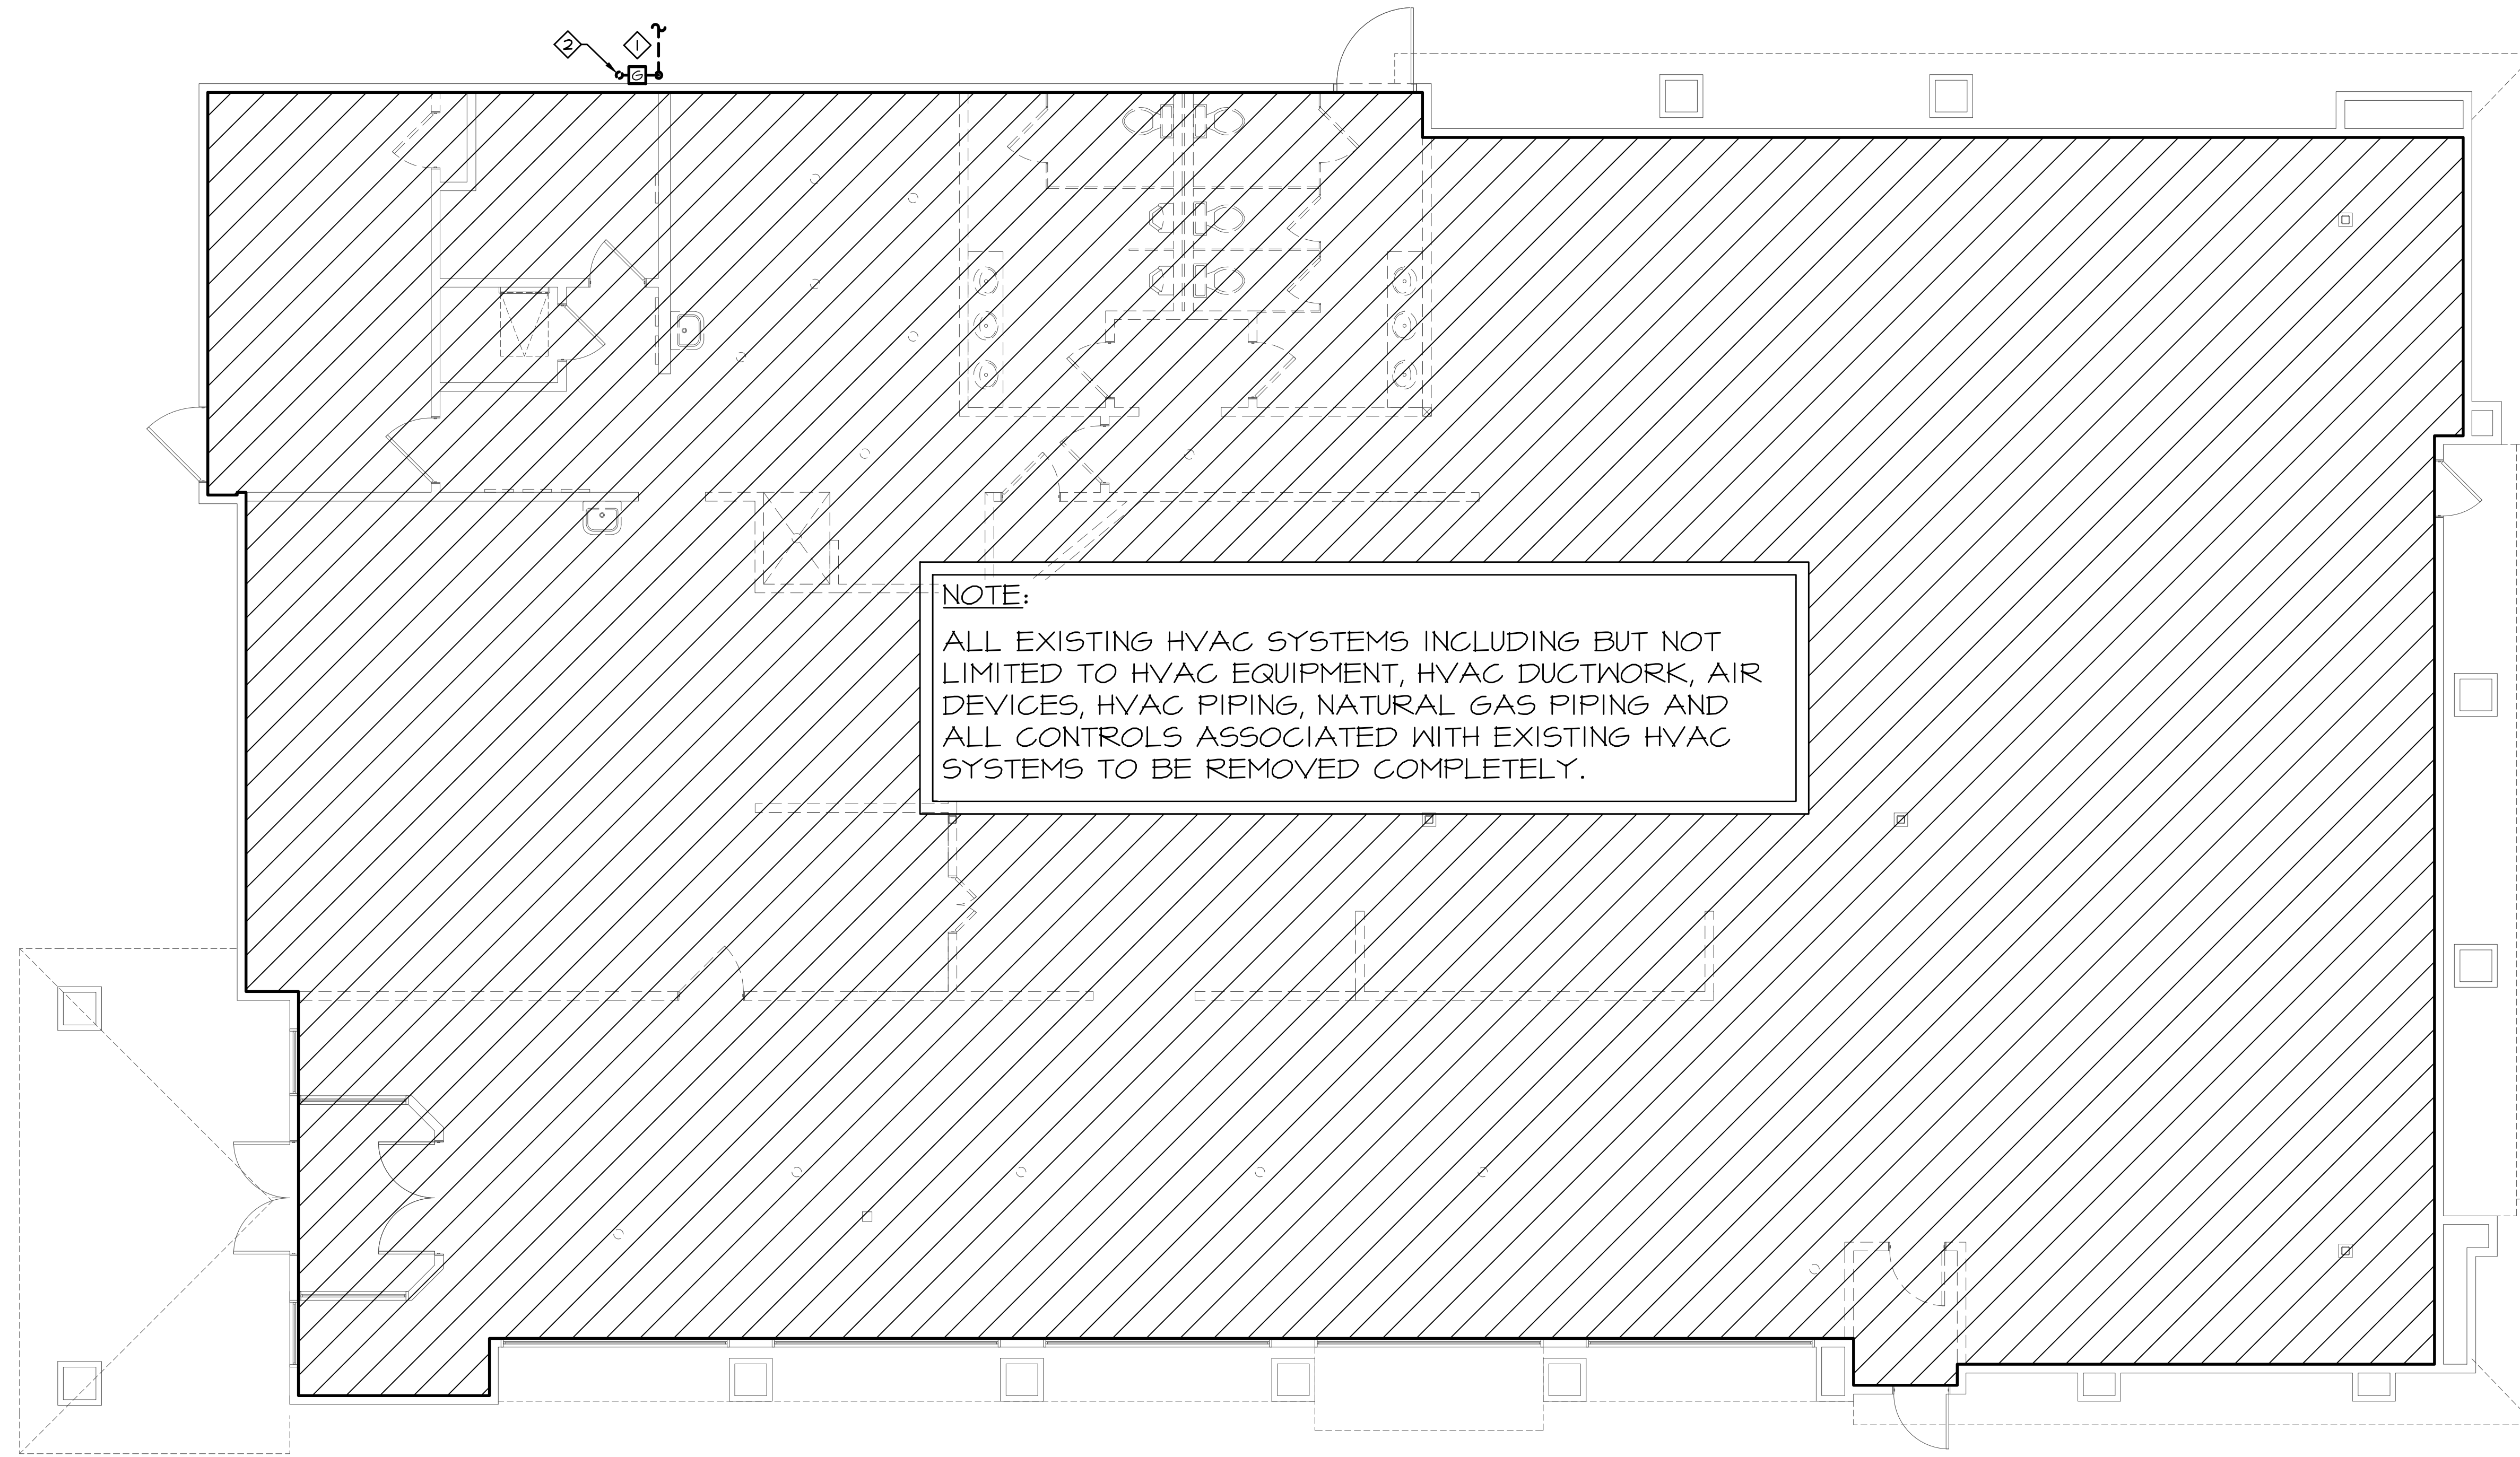 2
1
G
NOTE:
ALL EXISTING HVAC SYSTEMS INCLUDING BUT NOT
LIMITED TO HVAC EQUIPMENT, HVAC DUCTWORK, AIR
DEVICES, HVAC PIPING, NATURAL GAS PIPING AND
ALL CONTROLS ASSOCIATED WITH EXISTING HVAC
SYSTEMS TO BE REMOVED COMPLETELY.